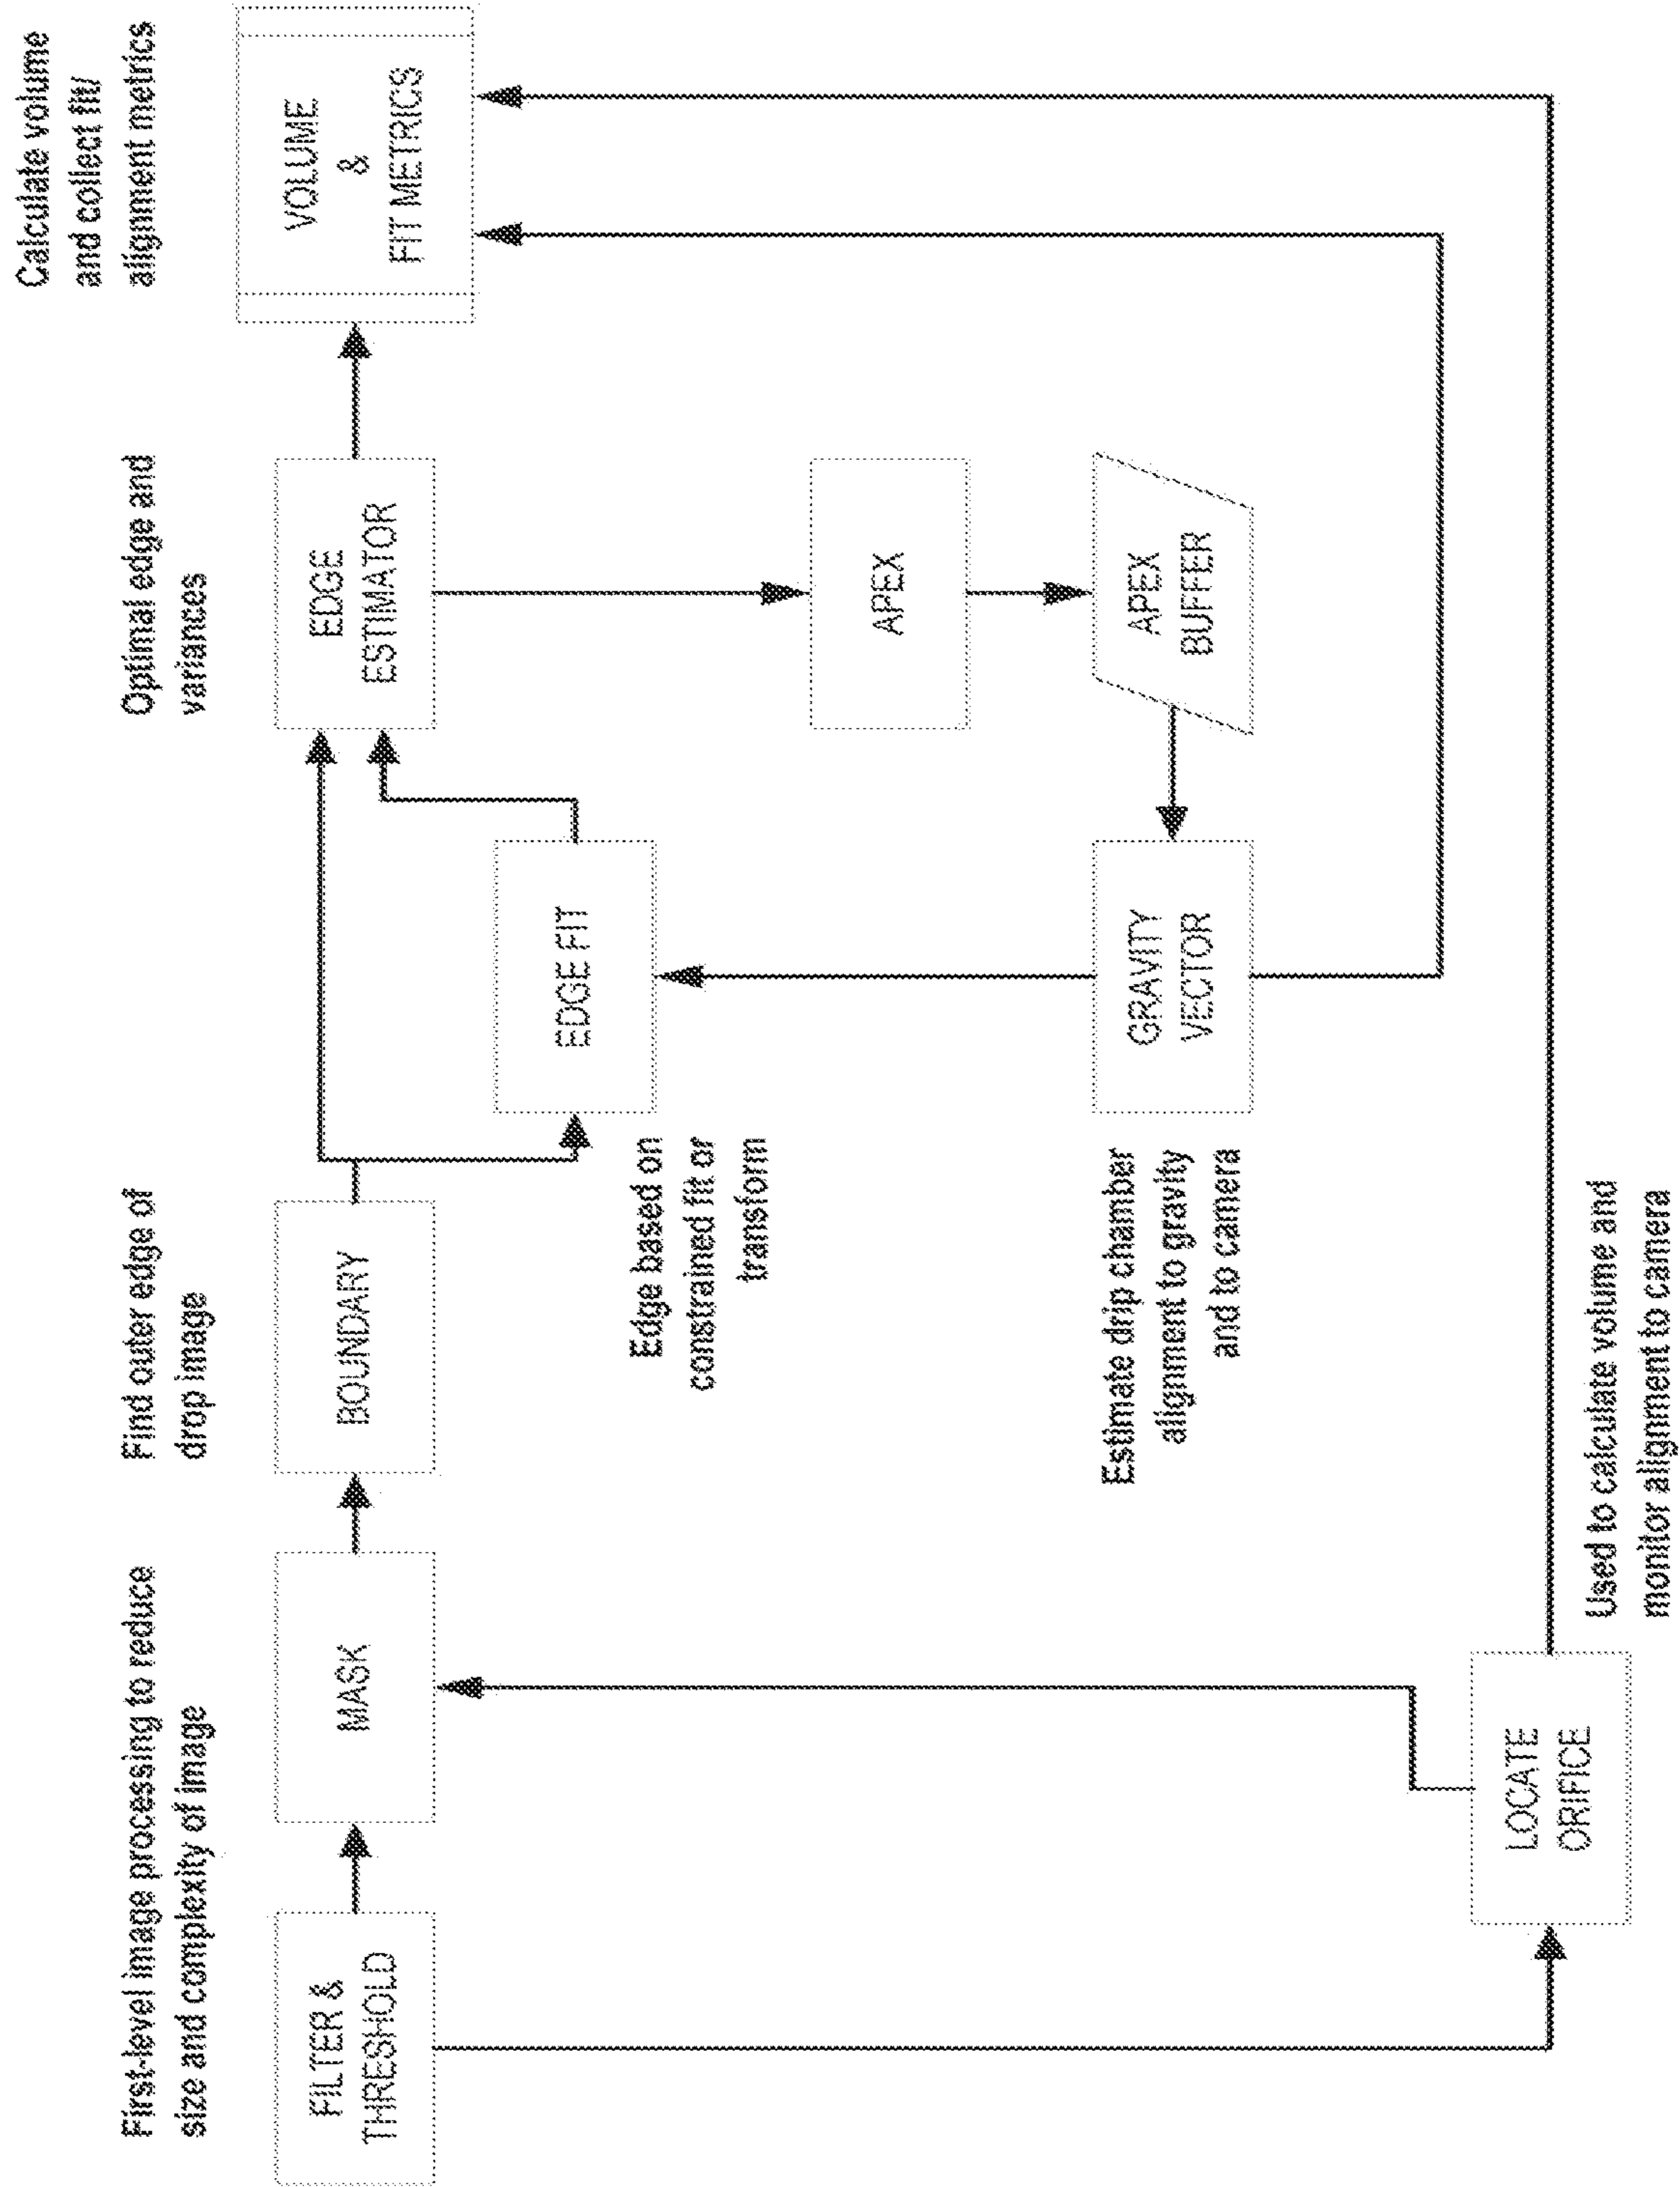 First-level image processing to reduce
size and complexity of image
Find outer edge of
drop image
Optimal edge and
variances
Calculate volume
and collect fit/
alignment metrics
FILTER &
THRESHOLD
MASK
BOUNDARY
EDGE
ESTIMATOR
VOLUME
&
FIT METRICS
EDGE FIT
Edge based on
constrained fit or
transform
APEX
APEX
BUFFER
GRAVITY
VECTOR
Estimate drip chamber
alignment to gravity
and to camera
LOCATE
ORIFICE
Used to calculate volume and
monitor alignment to camera